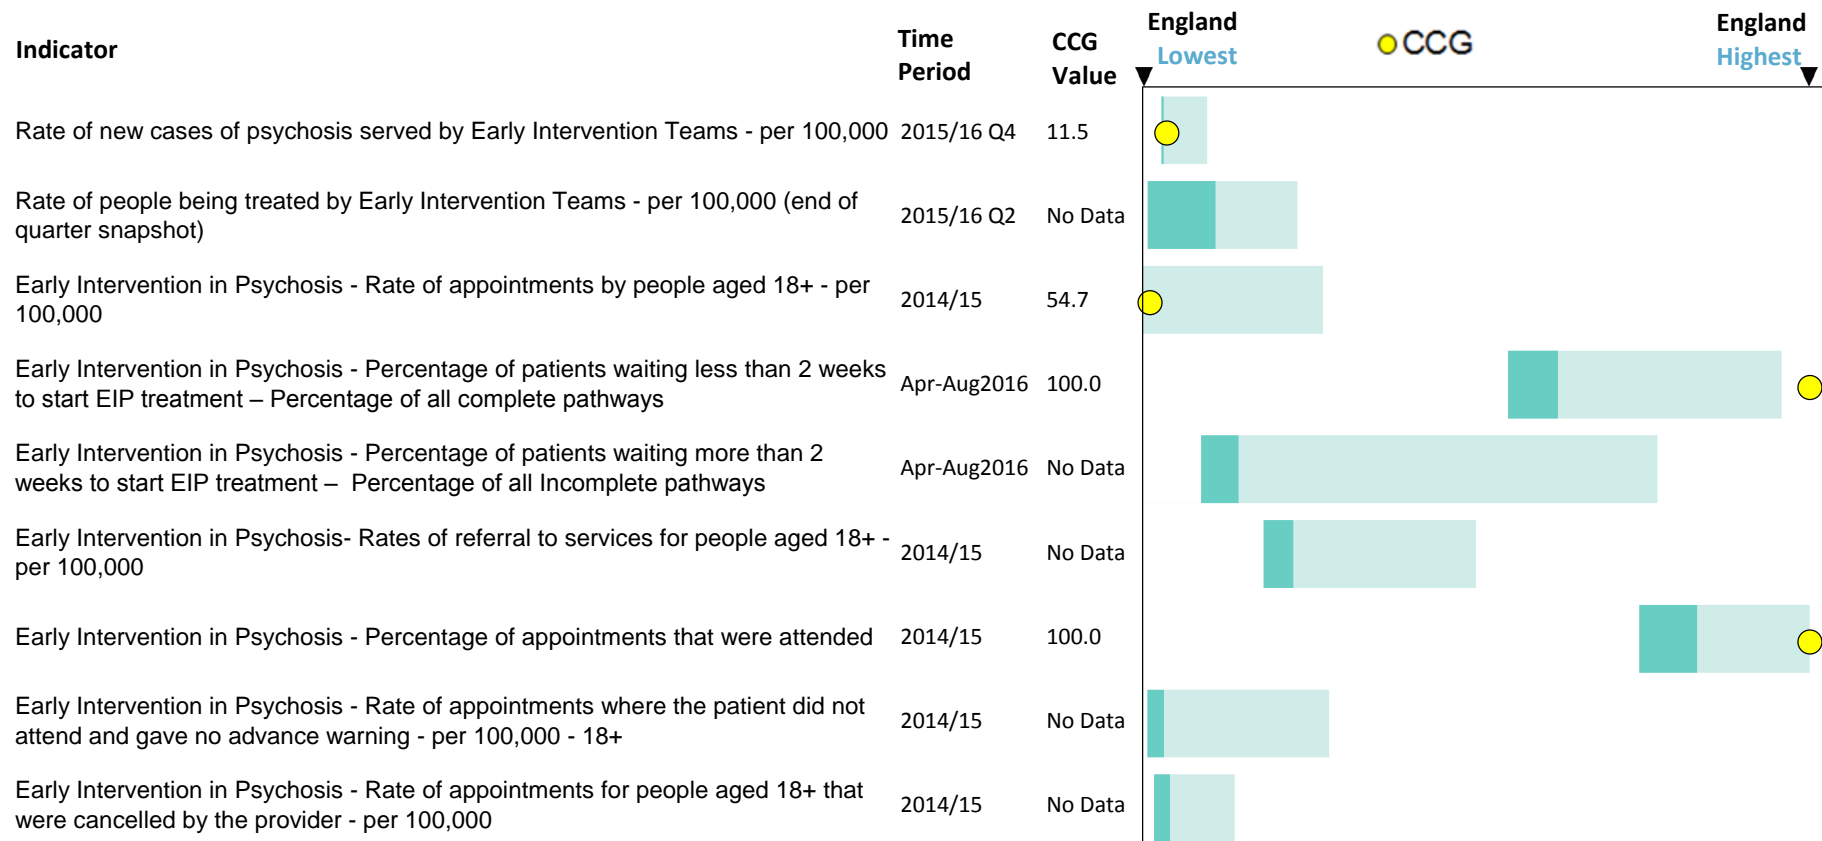 Indicator
Time Period
CCG Value
England Lowest
CCG
England Highest
Rate of new cases of psychosis served by Early Intervention Teams - per 100,000 2015/16 Q4 11.5
Rate of people being treated by Early Intervention Teams - per 100,000 (end of
quarter snapshot)
2015/16 Q2 No Data
Early Intervention in Psychosis - Rate of appointments by people aged 18+ - per
100,000
2014/15 54.7
Early Intervention in Psychosis - Percentage of patients waiting less than 2 weeks
to start EIP treatment – Percentage of all complete pathways
Apr-Aug2016 100.0
Early Intervention in Psychosis - Percentage of patients waiting more than 2
weeks to start EIP treatment – Percentage of all Incomplete pathways
Apr-Aug2016 No Data
Early Intervention in Psychosis- Rates of referral to services for people aged 18+ -
per 100,000
2014/15 No Data
Early Intervention in Psychosis - Percentage of appointments that were attended 2014/15 100.0
Early Intervention in Psychosis - Rate of appointments where the patient did not
attend and gave no advance warning - per 100,000 - 18+
2014/15 No Data
Early Intervention in Psychosis - Rate of appointments for people aged 18+ that
were cancelled by the provider - per 100,000
2014/15 No Data